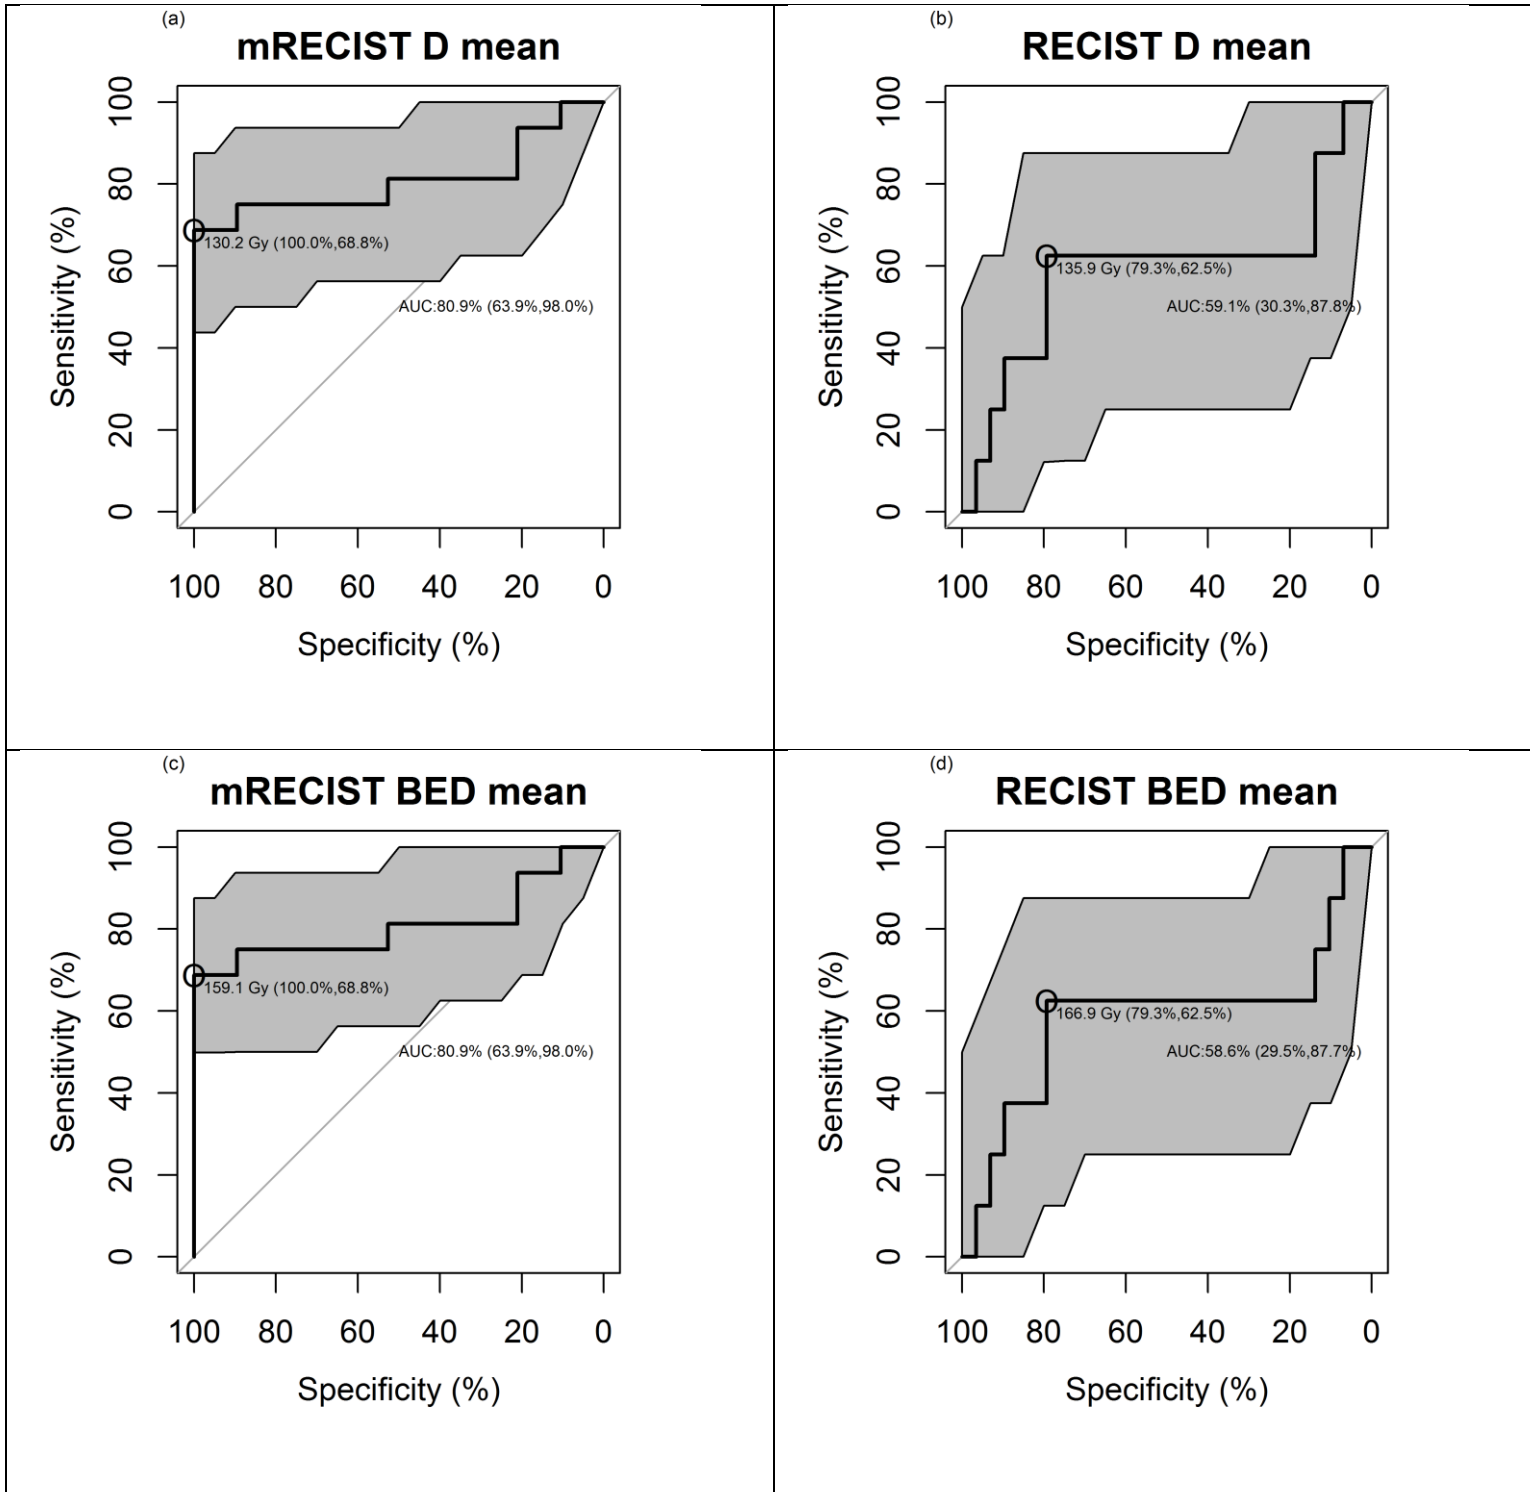 (a)
mRECIST D mean
Sensitivity (%)
100
80
60
40
20
0
130.2 Gy (100.0%,68.8%)
AUC:80.9% (63.9%,98.0%)
100 80 60 40 20 0
Specificity (%)
(b)
RECIST D mean
Sensitivity (%)
100
80
60
40
20
0
135.9 Gy (79.3%,62.5%)
AUC:59.1% (30.3%,87.8%)
100 80 60 40 20 0
Specificity (%)
(c)
mRECIST BED mean
Sensitivity (%)
100
80
60
40
20
0
159.1 Gy (100.0%,68.8%)
AUC:80.9% (63.9%,98.0%)
100 80 60 40 20 0
Specificity (%)
(d)
RECIST BED mean
Sensitivity (%)
100
80
60
40
20
0
166.9 Gy (79.3%,62.5%)
AUC:58.6% (29.5%,87.7%)
100 80 60 40 20 0
Specificity (%)